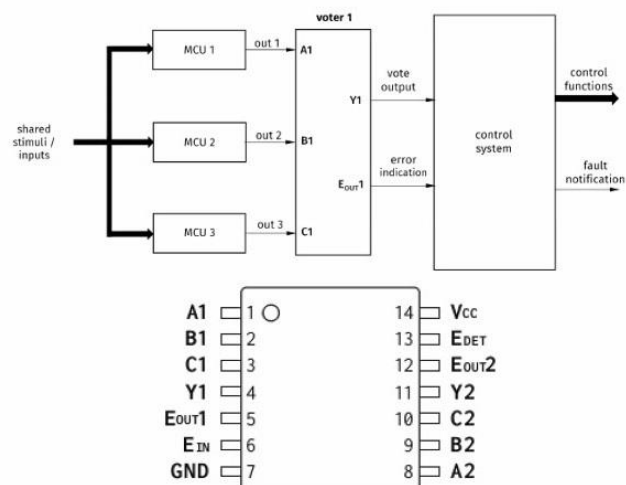 voter 1
MCU 1
out 1
A1
Y1
vote
output
control
functions
shared
stimuli /
inputs
MCU 2
out 2
B1
control
system
error
indication
EOUT1
fault
notification
MCU 3
out 3
C1
A1 1 14 VCC
B1 2 13 EDET
C1 3 12 EOUT2
Y1 4 11 Y2
EOUT1 5 10 C2
EIN 6 9 B2
GND 7 8 A2